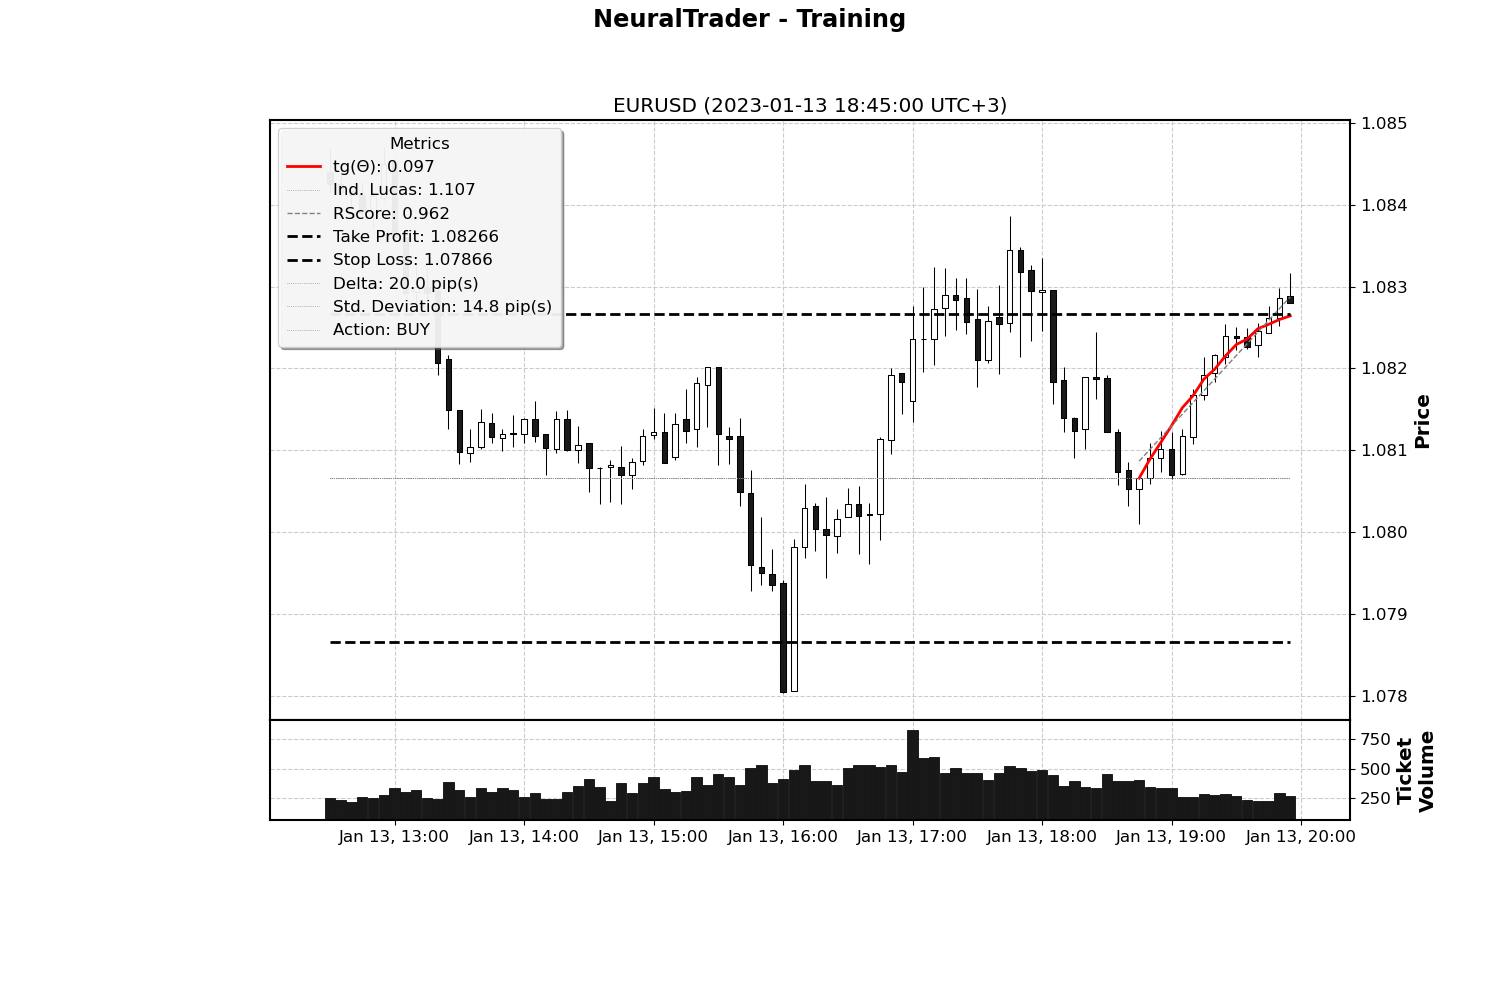 NeuralTrader - Training
EURUSD (2023-01-13 18:45:00 UTC+3)
Metrics
tg(Θ): 0.097
Ind. Lucas: 1.107
RScore: 0.962
Take Profit: 1.08266
Stop Loss: 1.07866
Delta: 20.0 pip(s)
Std. Deviation: 14.8 pip(s)
Action: BUY
1.085
1.084
1.083
1.082
1.081
1.080
1.079
1.078
Price
750
500
250
Ticket
Volume
Jan 13, 13:00
Jan 13, 14:00
Jan 13, 15:00
Jan 13, 16:00
Jan 13, 17:00
Jan 13, 18:00
Jan 13, 19:00
Jan 13, 20:00